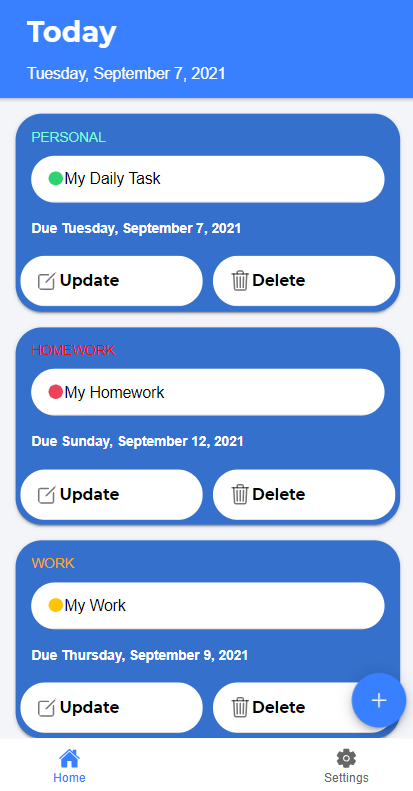 Today
Tuesday, September 7, 2021
PERSONAL
My Daily Task
Due Tuesday, September 7, 2021
Update Delete
HOMEWORK
My Homework
Due Sunday, September 12, 2021
Update Delete
WORK
My Work
Due Thursday, September 9, 2021
Update Delete
+
Home Settings